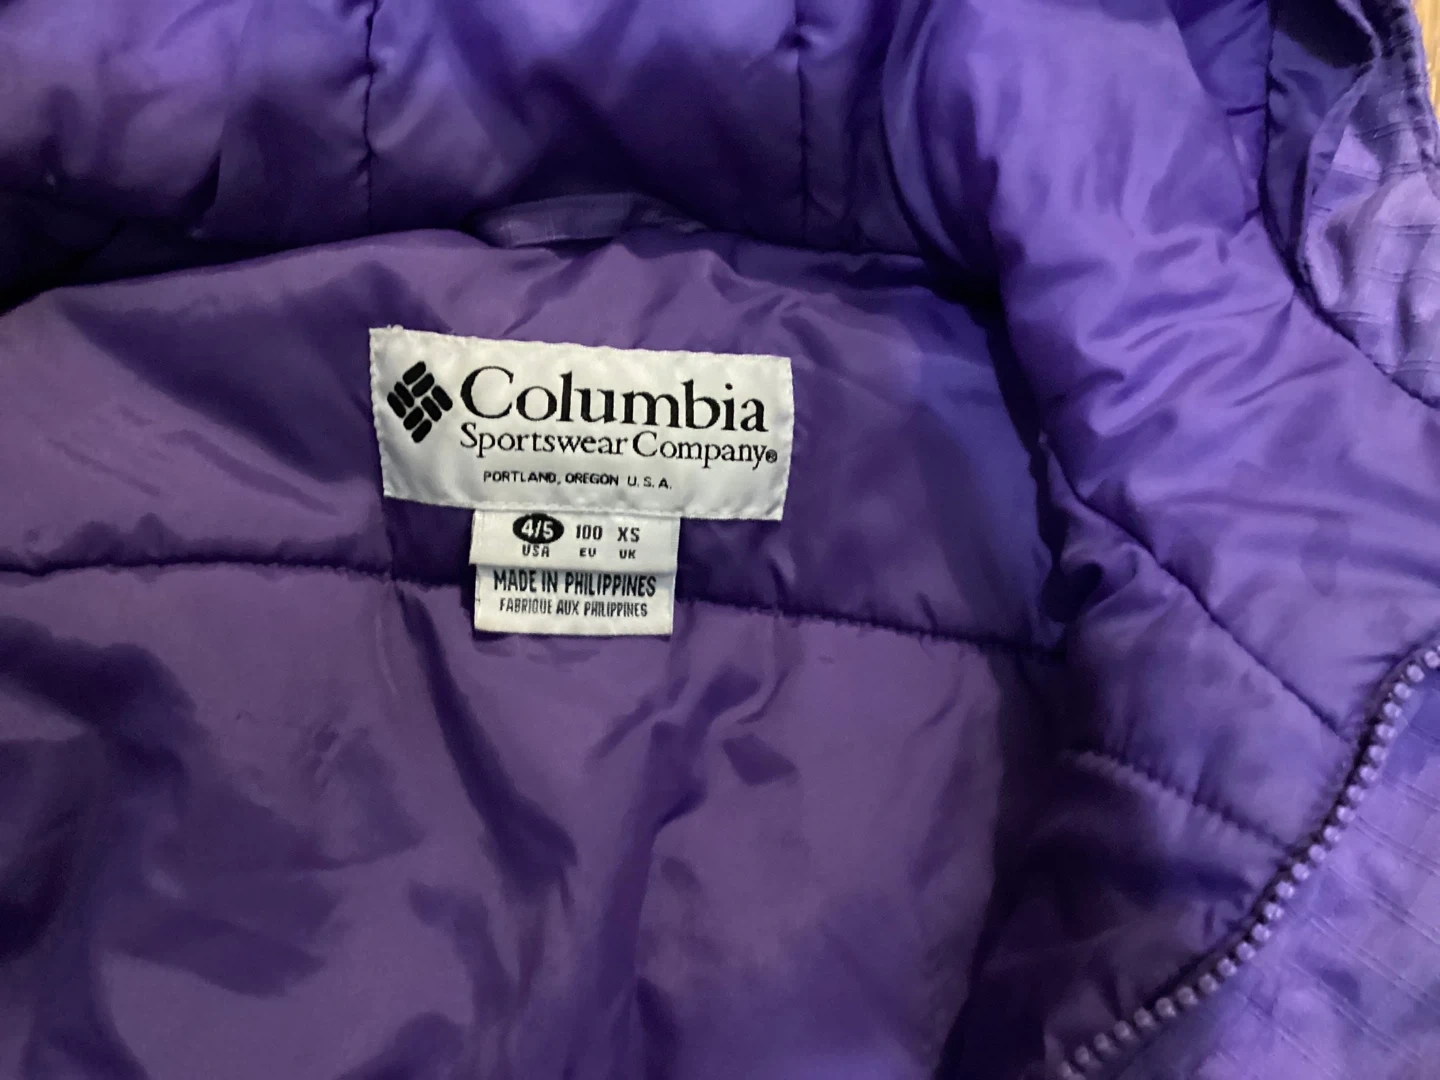 Columbia
Sportswear Company®
PORTLAND, OREGON U.S.A.
4/5 100 XS
USA EU UK
MADE IN PHILIPPINES
FABRIQUE AUX PHILIPPINES